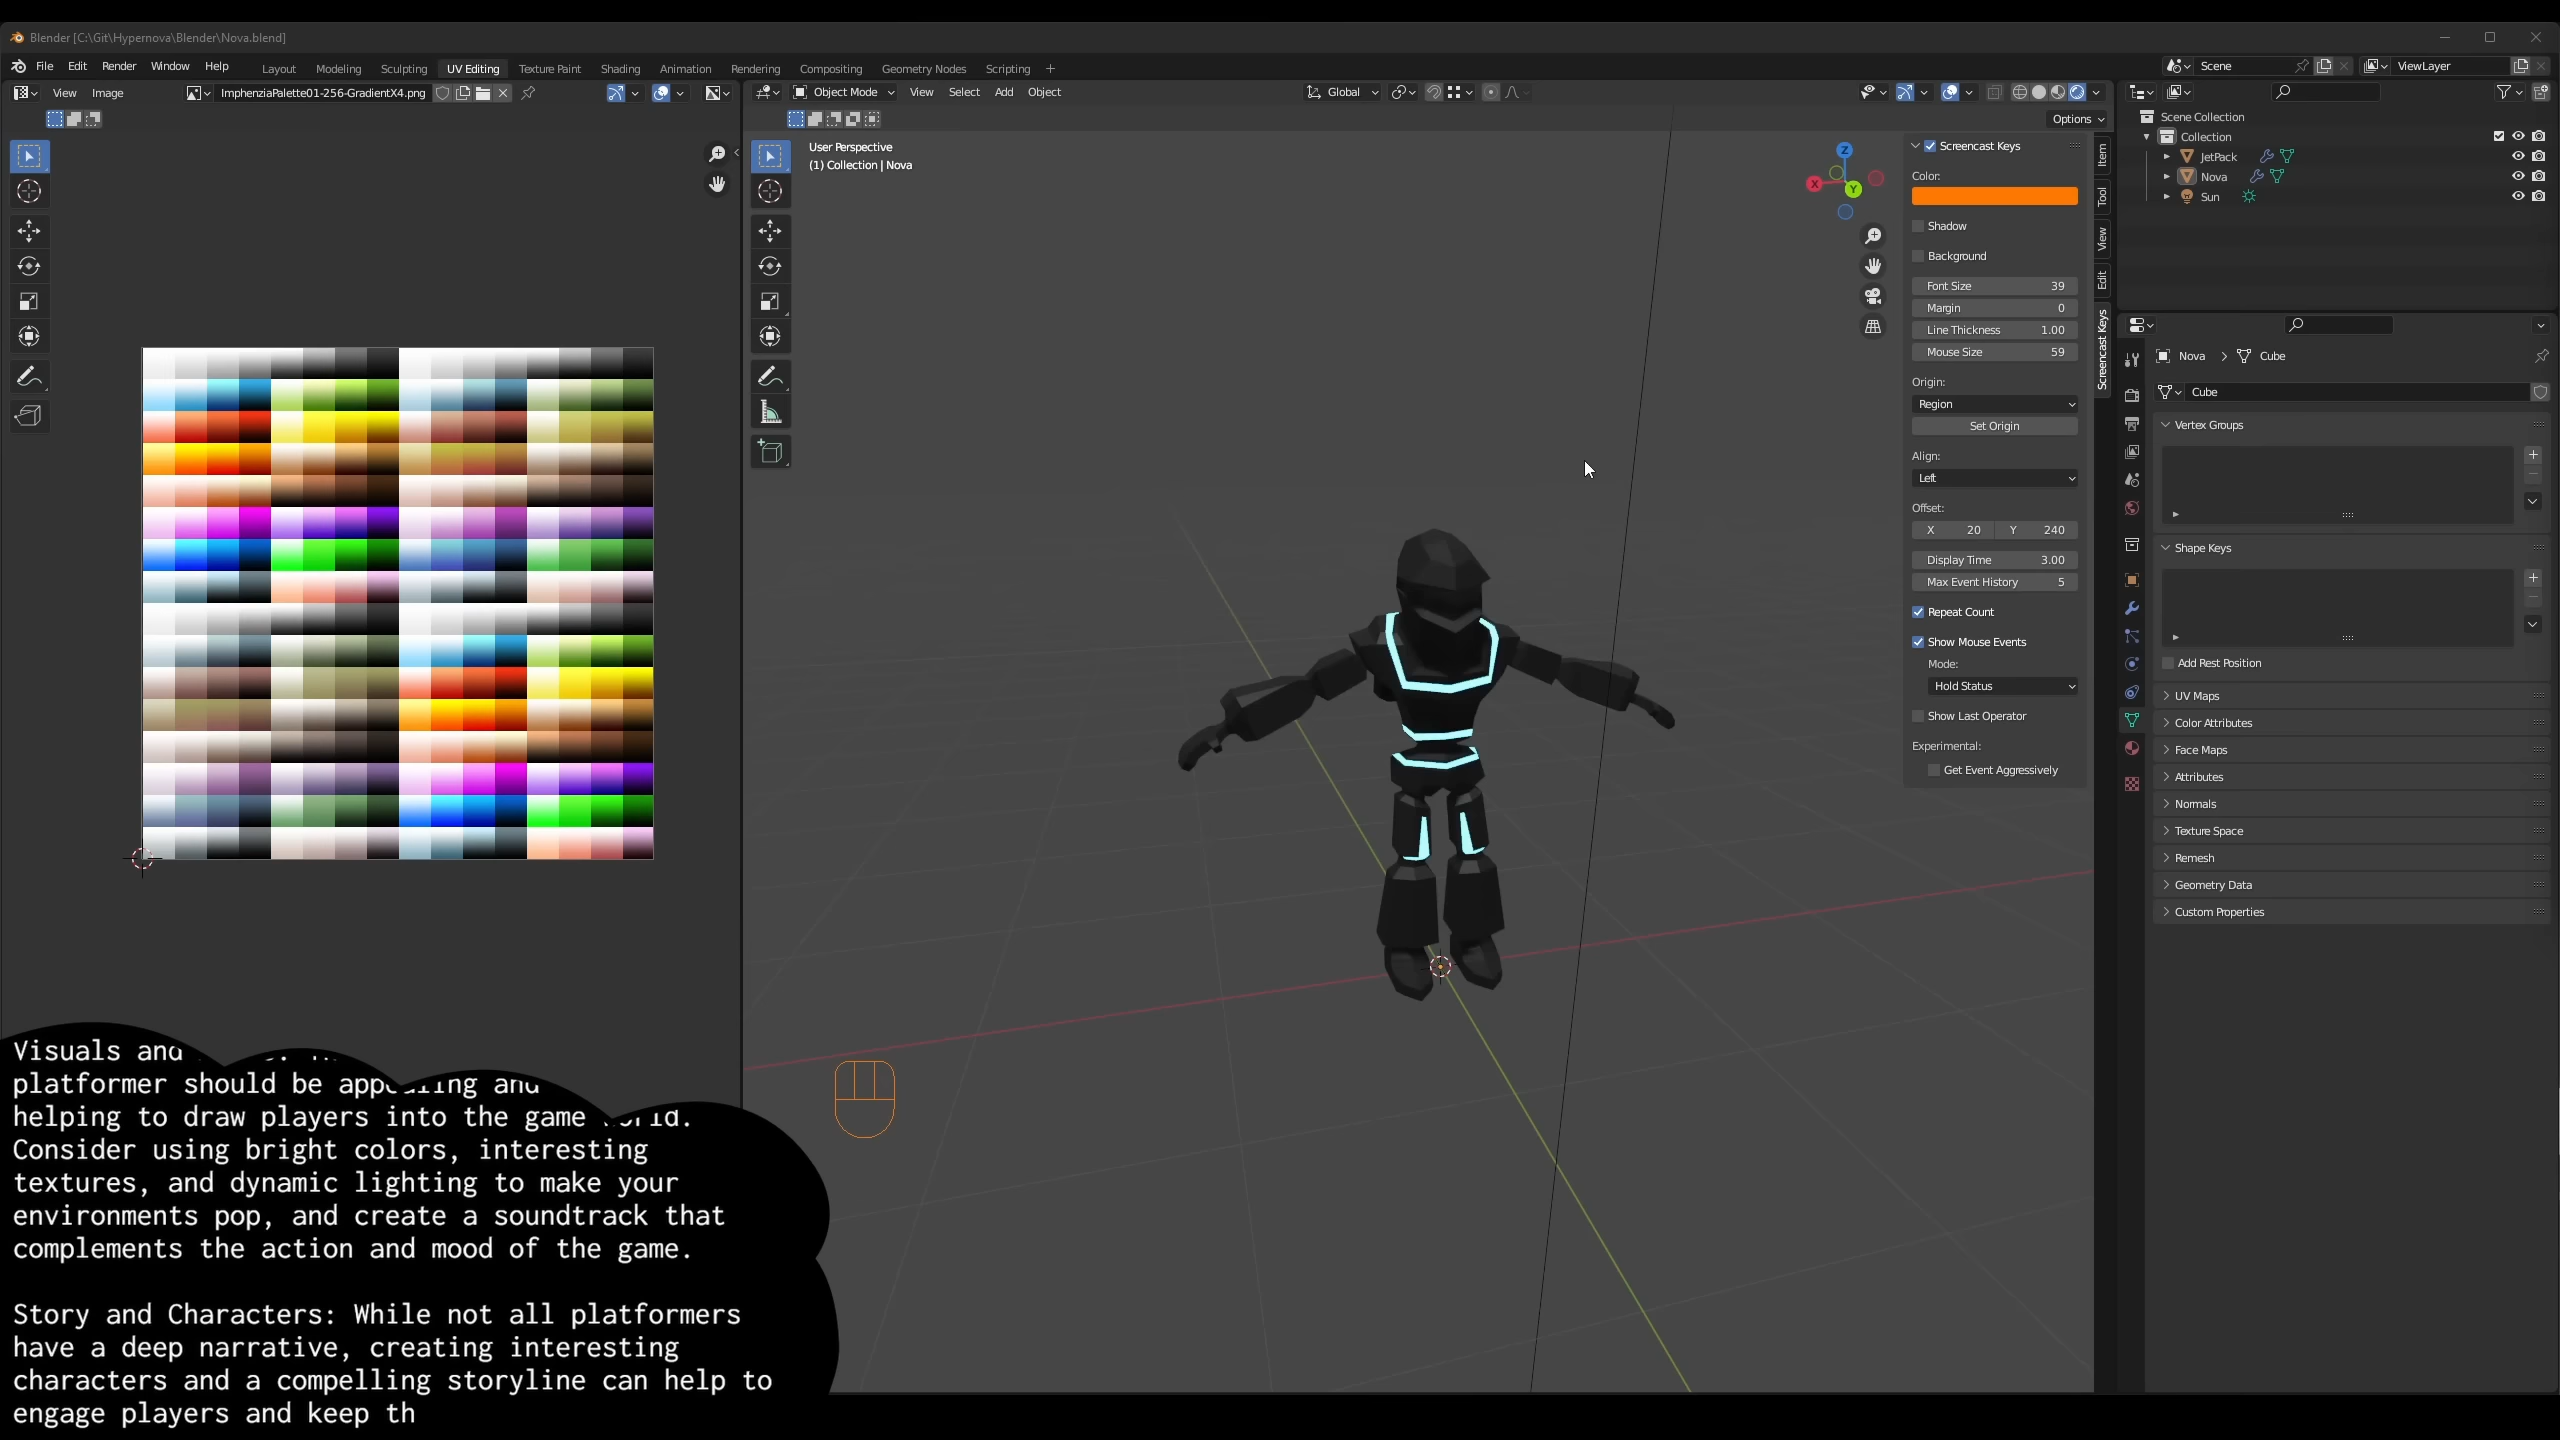 Blender [C:\Git\Hypernova\Blender\Nova.blend]
File Edit Render Window Help
Layout Modeling Sculpting UV Editing Texture Paint Shading Animation Rendering Compositing Geometry Nodes Scripting
Scene
ViewLayer
View Image
ImphenziaPalette01-256-GradientX4.png
Object Mode View Select Add Object
Global
Options
User Perspective
(1) Collection | Nova
Z
X
Y
Screencast Keys
Color:
Shadow
Background
Font Size 39
Margin 0
Line Thickness 1.00
Mouse Size 59
Origin:
Region
Set Origin
Align:
Left
Offset:
X 20 Y 240
Display Time 3.00
Max Event History 5
Repeat Count
Show Mouse Events
Mode:
Hold Status
Show Last Operator
Experimental:
Get Event Aggressively
Item
Tool
View
Edit
Screencast Keys
Scene Collection
Collection
JetPack
Nova
Sun
Nova Cube
Cube
Vertex Groups
Shape Keys
Add Rest Position
UV Maps
Color Attributes
Face Maps
Attributes
Normals
Texture Space
Remesh
Geometry Data
Custom Properties
Visuals and
platformer should be appealing and
helping to draw players into the game world.
Consider using bright colors, interesting
textures, and dynamic lighting to make your
environments pop, and create a soundtrack that
complements the action and mood of the game.
Story and Characters: While not all platformers
have a deep narrative, creating interesting
characters and a compelling storyline can help to
engage players and keep th